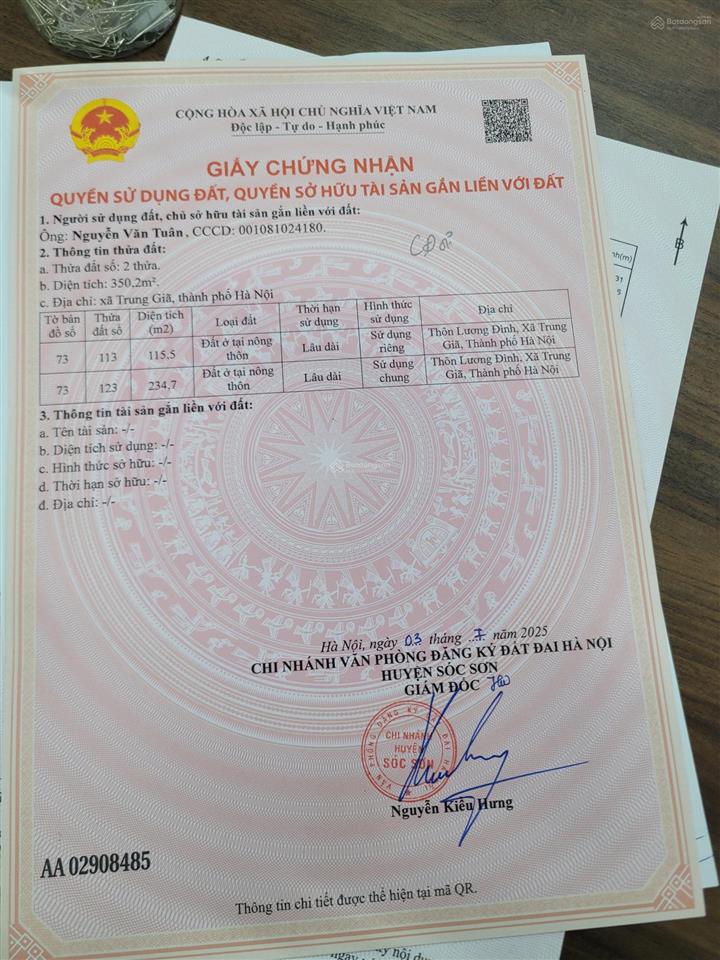 Batdongsan
CỘNG HÒA XÃ HỘI CHỦ NGHĨA VIỆT NAM
Độc lập - Tự do - Hạnh phúc
GIẤY CHỨNG NHẬN
QUYỀN SỬ DỤNG ĐẤT, QUYỀN SỞ HỮU TÀI SẢN GẮN LIỀN VỚI ĐẤT
1. Người sử dụng đất, chủ sở hữu tài sản gắn liền với đất:
Ông: Nguyễn Văn Tuân, CCCD: 001081024180.
2. Thông tin thửa đất:
a. Thửa đất số: 2 thửa.
b. Diện tích: 350,2m².
c. Địa chỉ: xã Trung Giã, thành phố Hà Nội
Tờ bản đồ số Thửa đất số Diện tích (m2) Loại đất Thời hạn sử dụng Hình thức sử dụng Địa chỉ
73 113 115,5 Đất ở tại nông thôn Lâu dài Sử dụng riêng Thôn Lương Đình, Xã Trung Giã, Thành phố Hà Nội
73 123 234,7 Đất ở tại nông thôn Lâu dài Sử dụng chung Thôn Lương Đình, Xã Trung Giã, Thành phố Hà Nội
3. Thông tin tài sản gắn liền với đất:
a. Tên tài sản: -/-
b. Diện tích sử dụng: -/-
c. Hình thức sở hữu: -/-
d. Thời hạn sở hữu: -/-
đ. Địa chỉ: -/-
Batdongsan
Hà Nội, ngày 03 tháng 7 năm 2025
CHI NHÁNH VĂN PHÒNG ĐĂNG KÝ ĐẤT ĐAI HÀ NỘI
HUYỆN SÓC SƠN
GIÁM ĐỐC
CHI NHÁNH
HUYỆN
SÓC SƠN
Nguyễn Kiều Hưng
AA 02908485
Thông tin chi tiết được thể hiện tại mã QR.
B
31